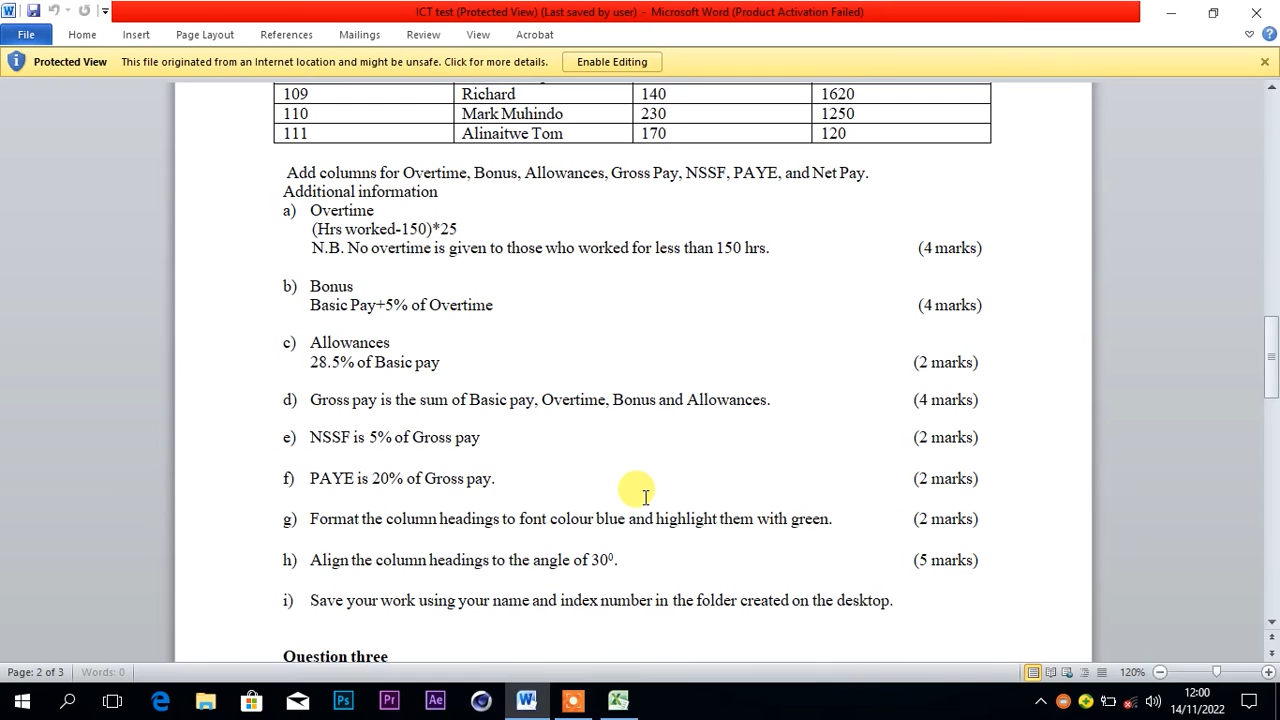 ICT test (Protected View) (Last saved by user) - Microsoft Word (Product Activation Failed)
File Home Insert Page Layout References Mailings Review View Acrobat
Protected View This file originated from an Internet location and might be unsafe. Click for more details. Enable Editing
109 Richard 140 1620
110 Mark Muhindo 230 1250
111 Alinaitwe Tom 170 120
Add columns for Overtime, Bonus, Allowances, Gross Pay, NSSF, PAYE, and Net Pay.
Additional information
a) Overtime
(Hrs worked-150)*25
N.B. No overtime is given to those who worked for less than 150 hrs. (4 marks)
b) Bonus
Basic Pay+5% of Overtime (4 marks)
c) Allowances
28.5% of Basic pay (2 marks)
d) Gross pay is the sum of Basic pay, Overtime, Bonus and Allowances. (4 marks)
e) NSSF is 5% of Gross pay (2 marks)
f) PAYE is 20% of Gross pay. (2 marks)
g) Format the column headings to font colour blue and highlight them with green. (2 marks)
h) Align the column headings to the angle of 30⁰. (5 marks)
i) Save your work using your name and index number in the folder created on the desktop.
Question three
Page: 2 of 3 Words: 0 120%
Ps Pr Ae 12:00
14/11/2022